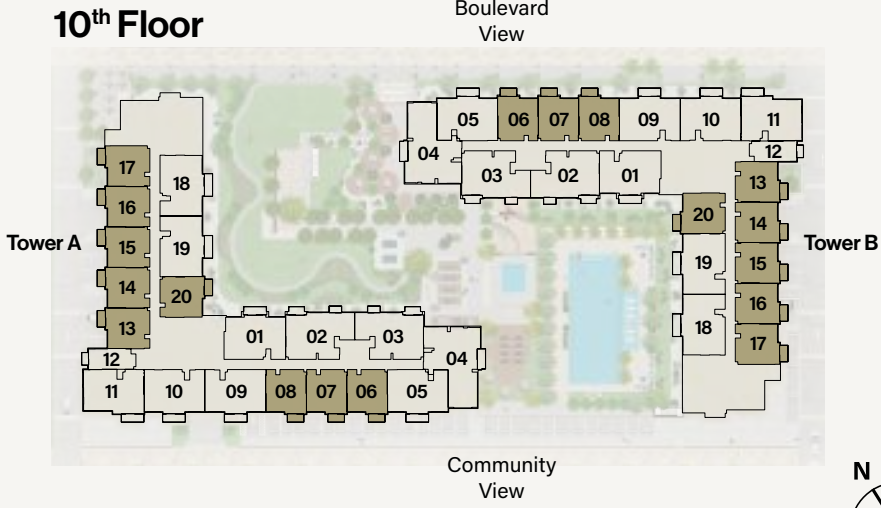 10th Floor
Boulevard
View
05 06 07 08 09 10 11
04
12
03 02 01
17 18
13
16
20 14
Tower A 15 19
19 15 Tower B
14 20
16
13
18 17
01 02 03
12 04
11 10 09 08 07 06 05
Community
View
N